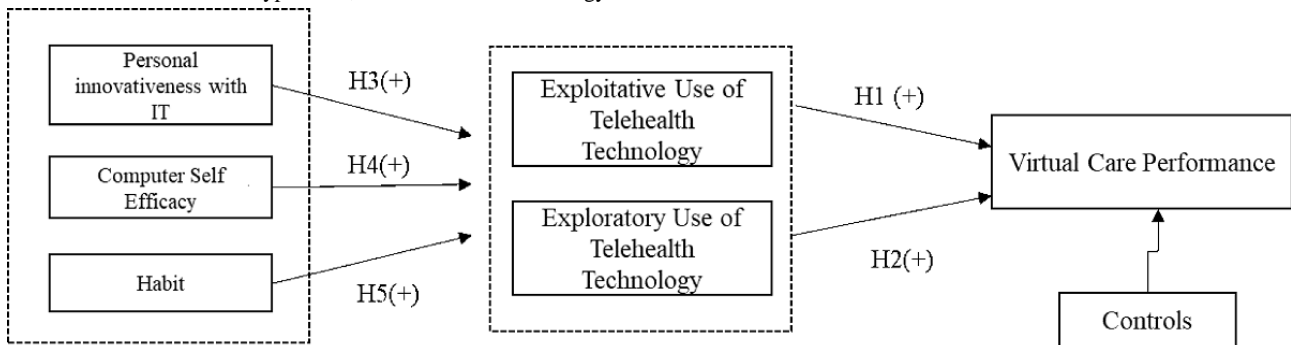 Personal
innovativeness with
IT
Computer Self
Efficacy
Habit
H3(+)
H4(+)
H5(+)
Exploitative Use of
Telehealth
Technology
Exploratory Use of
Telehealth
Technology
H1 (+)
H2(+)
Virtual Care Performance
Controls